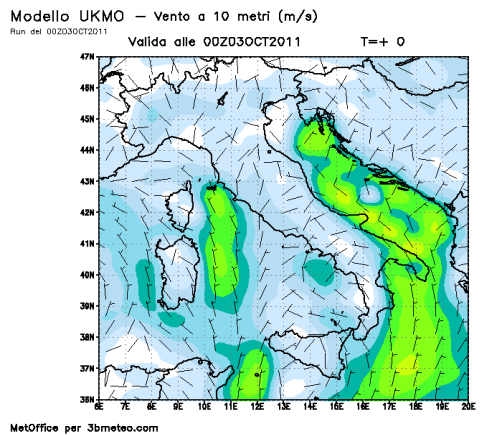 Modello UKMO – Vento a 10 metri (m/s)
Run del 00Z03OCT2011
Valida alle 00Z03OCT2011 T=+ 0
47N
46N
45N
44N
43N
42N
41N
40N
39N
38N
37N
36N
6E 7E 8E 9E 10E 11E 12E 13E 14E 15E 16E 17E 18E 19E 20E
MetOffice per 3bmeteo.com